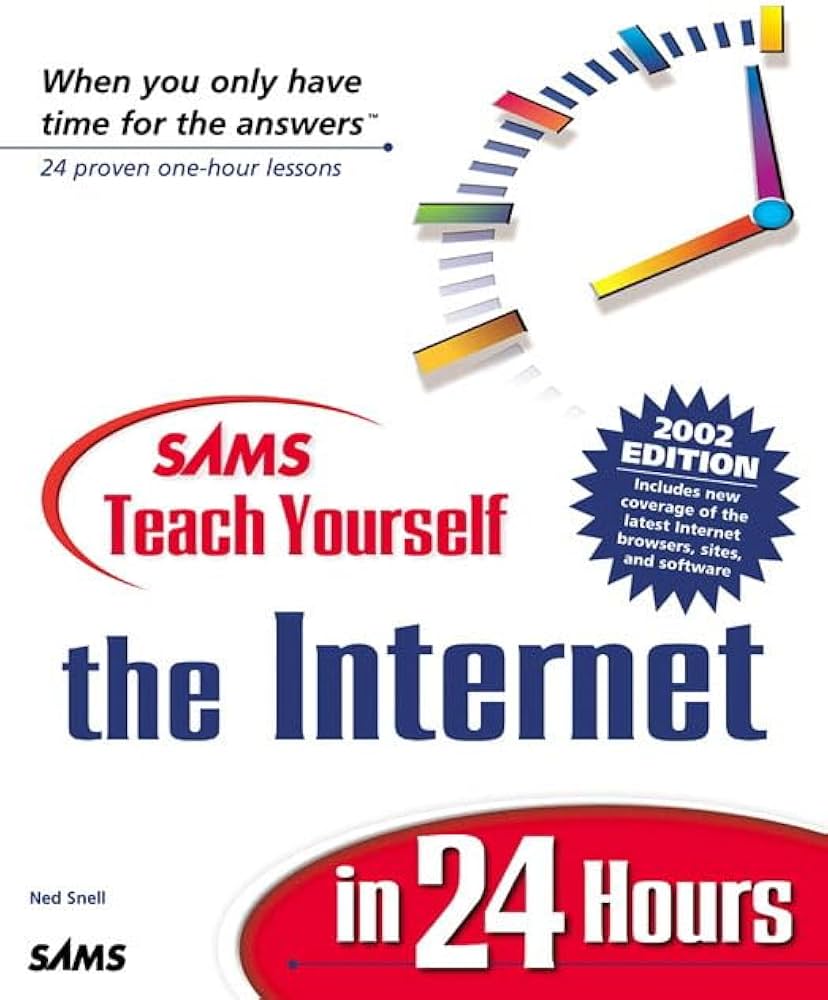 When you only have
time for the answers™
24 proven one-hour lessons
SAMS
Teach Yourself
2002
EDITION
Includes new
coverage of the
latest Internet
browsers, sites,
and software
the Internet
in 24 Hours
Ned Snell
SAMS